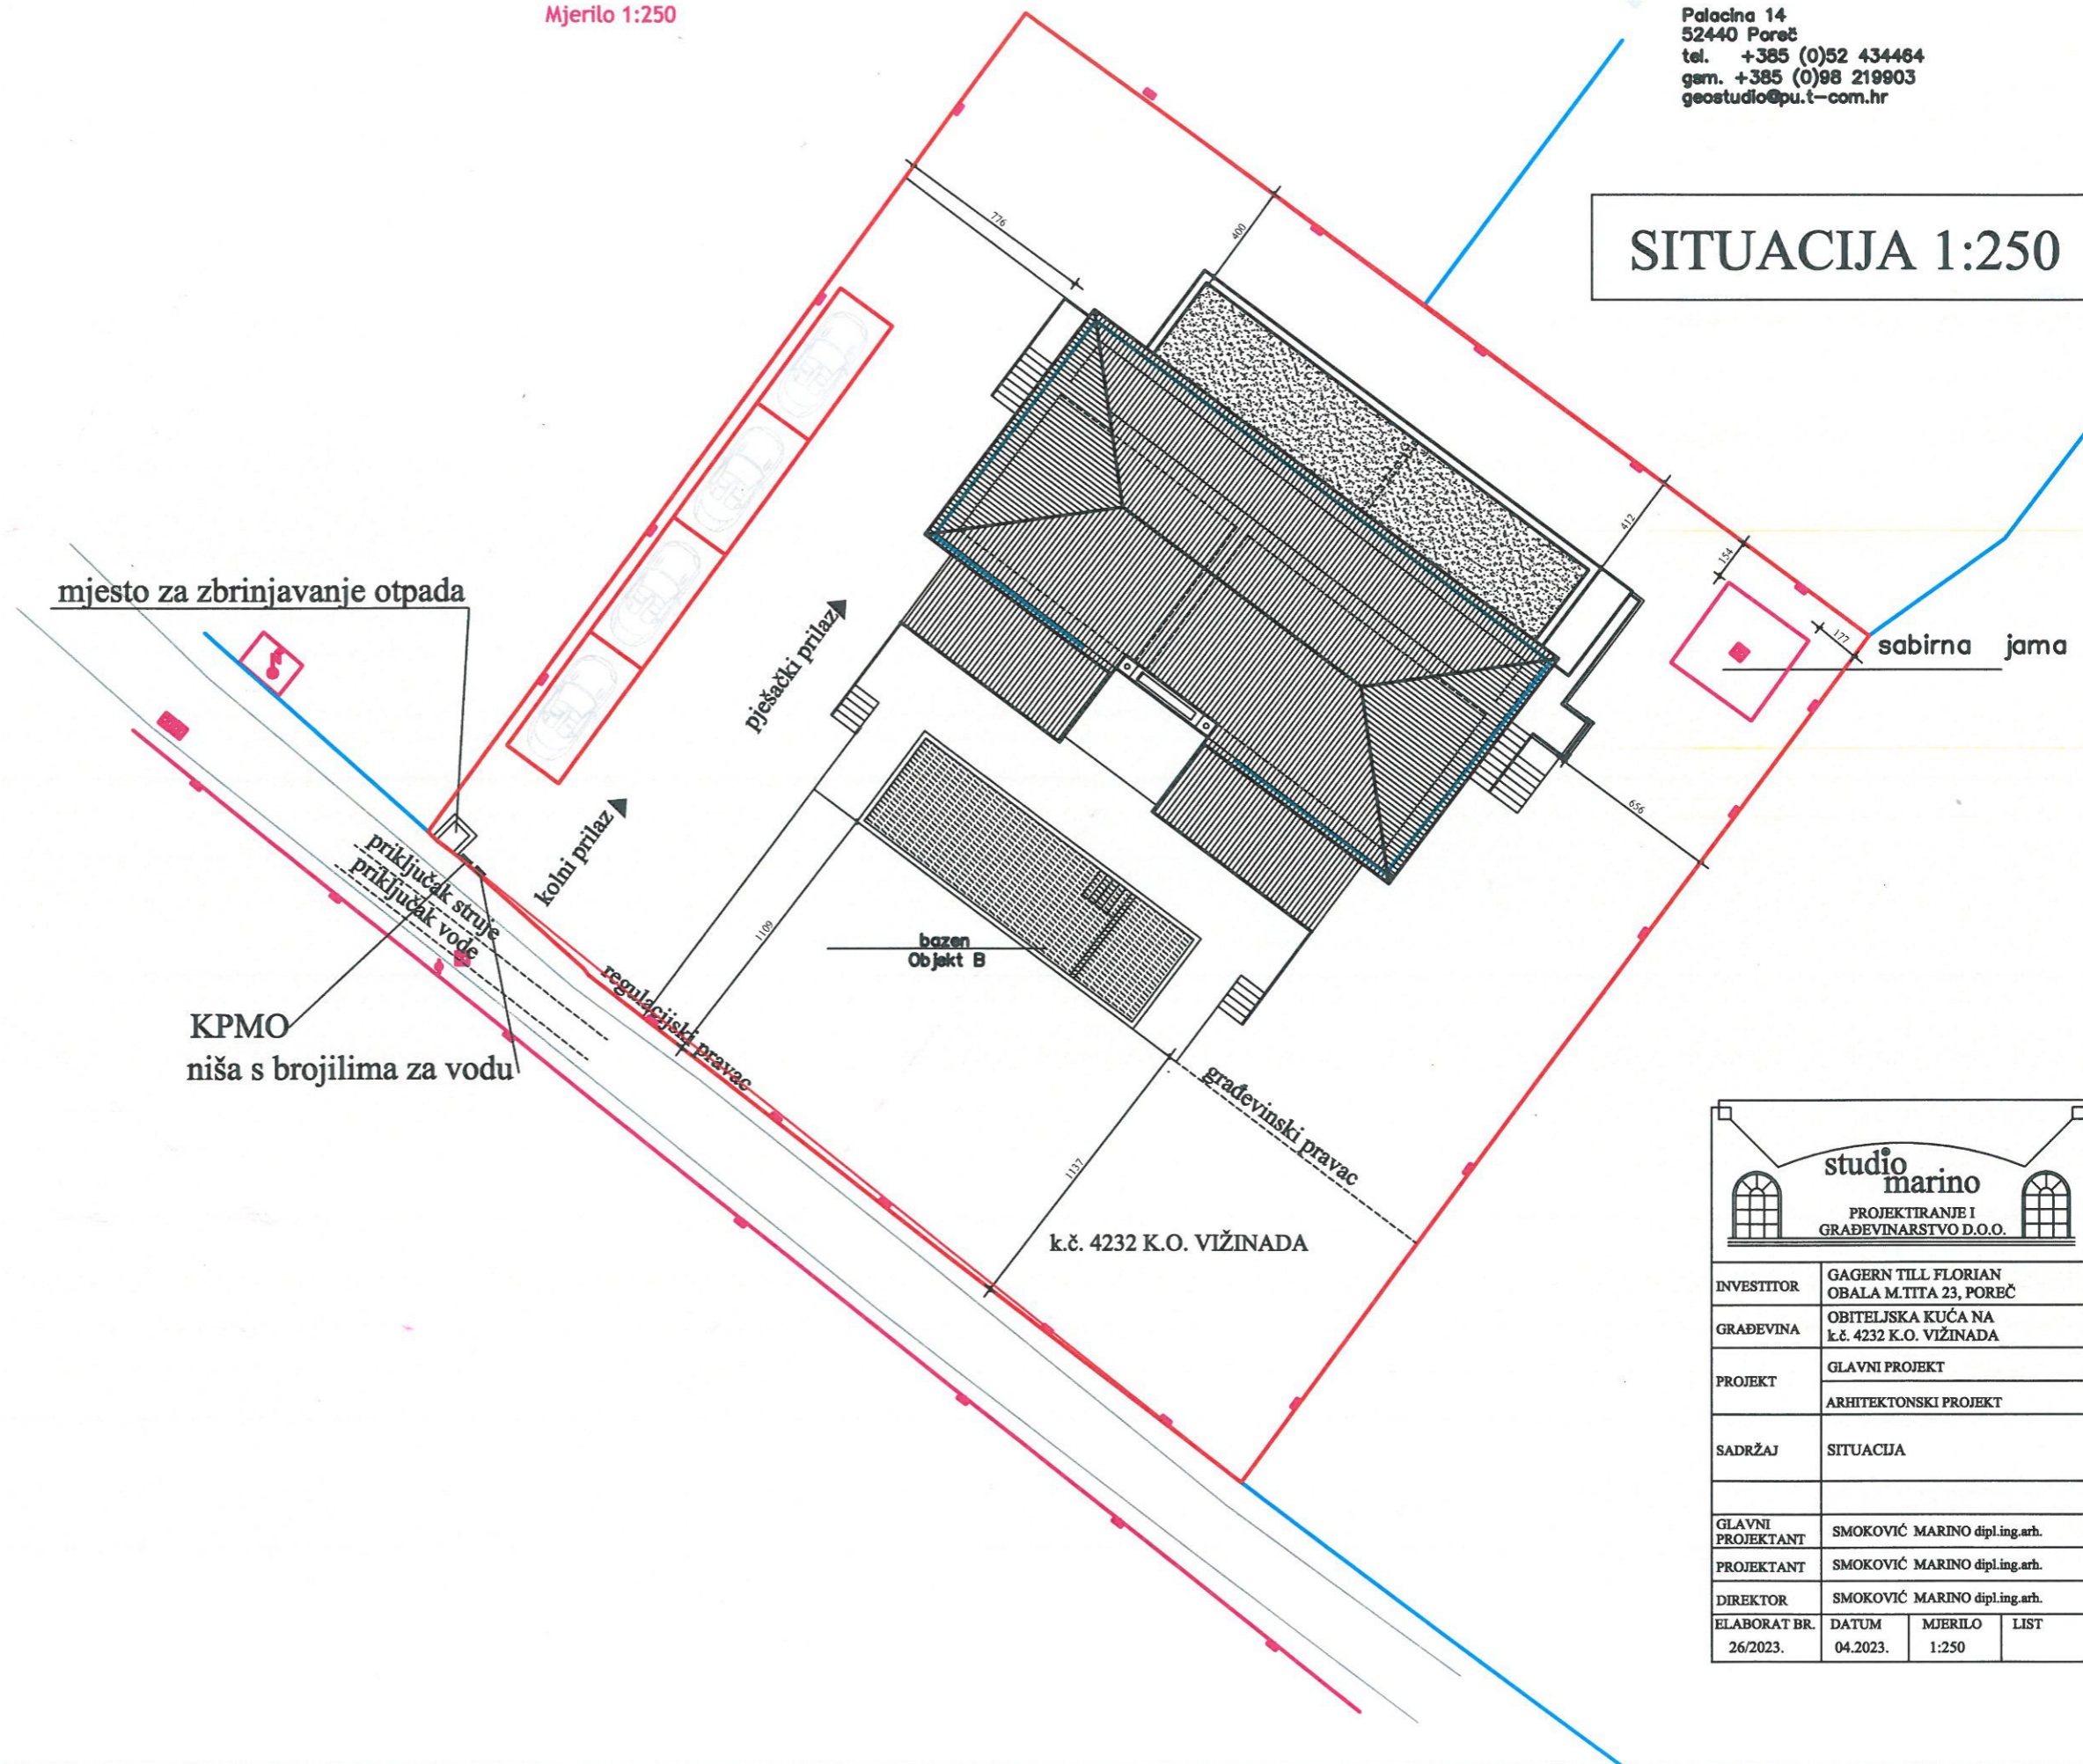 Mjerilo 1:250
Palacina 14
52440 Poreč
tel. +385 (0)52 434464
gsm. +385 (0)98 219903
geostudio@pu.t-com.hr
SITUACIJA 1:250
776
400
412
154
177
sabirna jama
mjesto za zbrinjavanje otpada
pješački prilaz
kolni prilaz
656
priključak struje
priključak vode
1109
bazen
Objekt B
regulacijski pravac
KPMO
niša s brojilima za vodu
građevinski pravac
1137
k.č. 4232 K.O. VIŽINADA
studio
marino
PROJEKTIRANJE I
GRAĐEVINARSTVO D.O.O.
INVESTITOR
GAGERN TILL FLORIAN
OBALA M.TITA 23, POREČ
GRAĐEVINA
OBITELJSKA KUĆA NA
k.č. 4232 K.O. VIŽINADA
PROJEKT
GLAVNI PROJEKT
ARHITEKTONSKI PROJEKT
SADRŽAJ
SITUACIJA
GLAVNI
PROJEKTANT
SMOKOVIĆ MARINO dipl.ing.arh.
PROJEKTANT
SMOKOVIĆ MARINO dipl.ing.arh.
DIREKTOR
SMOKOVIĆ MARINO dipl.ing.arh.
ELABORAT BR. DATUM MJERILO LIST
26/2023. 04.2023. 1:250